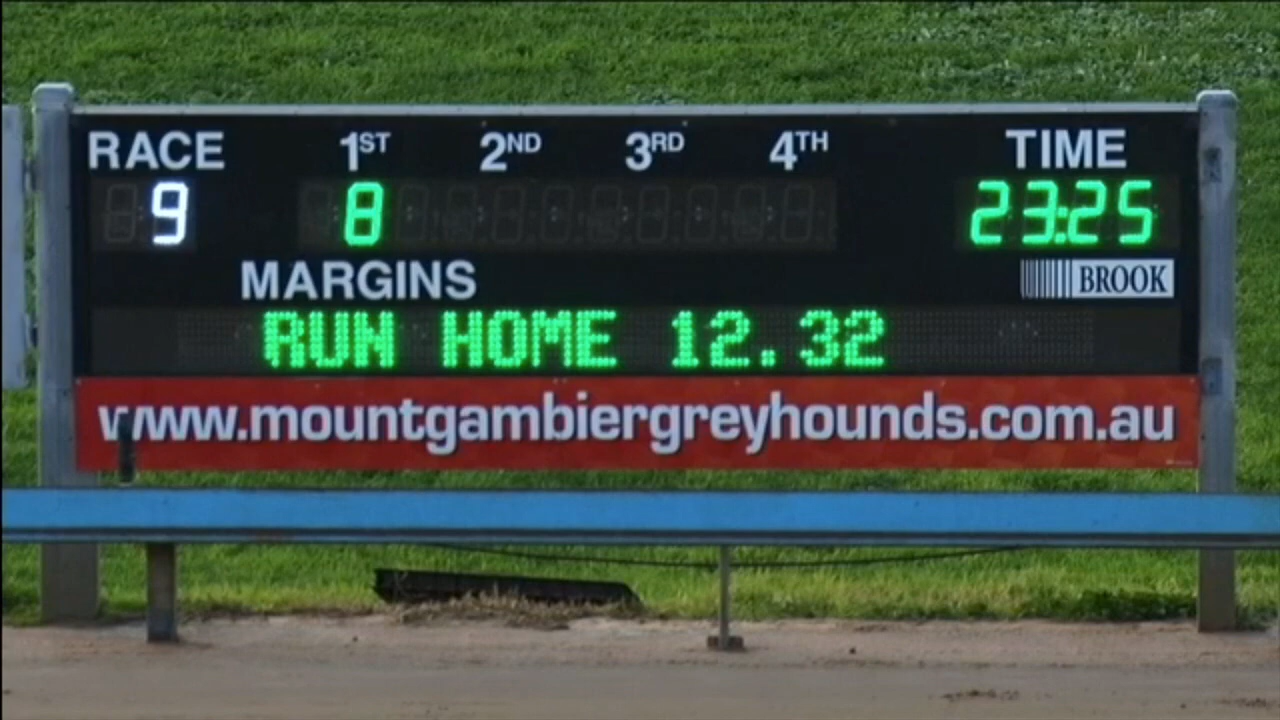 RACE 1ST 2ND 3RD 4TH TIME
9 8 23:25
MARGINS BROOK
RUN HOME 12.32
www.mountgambiergreyhounds.com.au